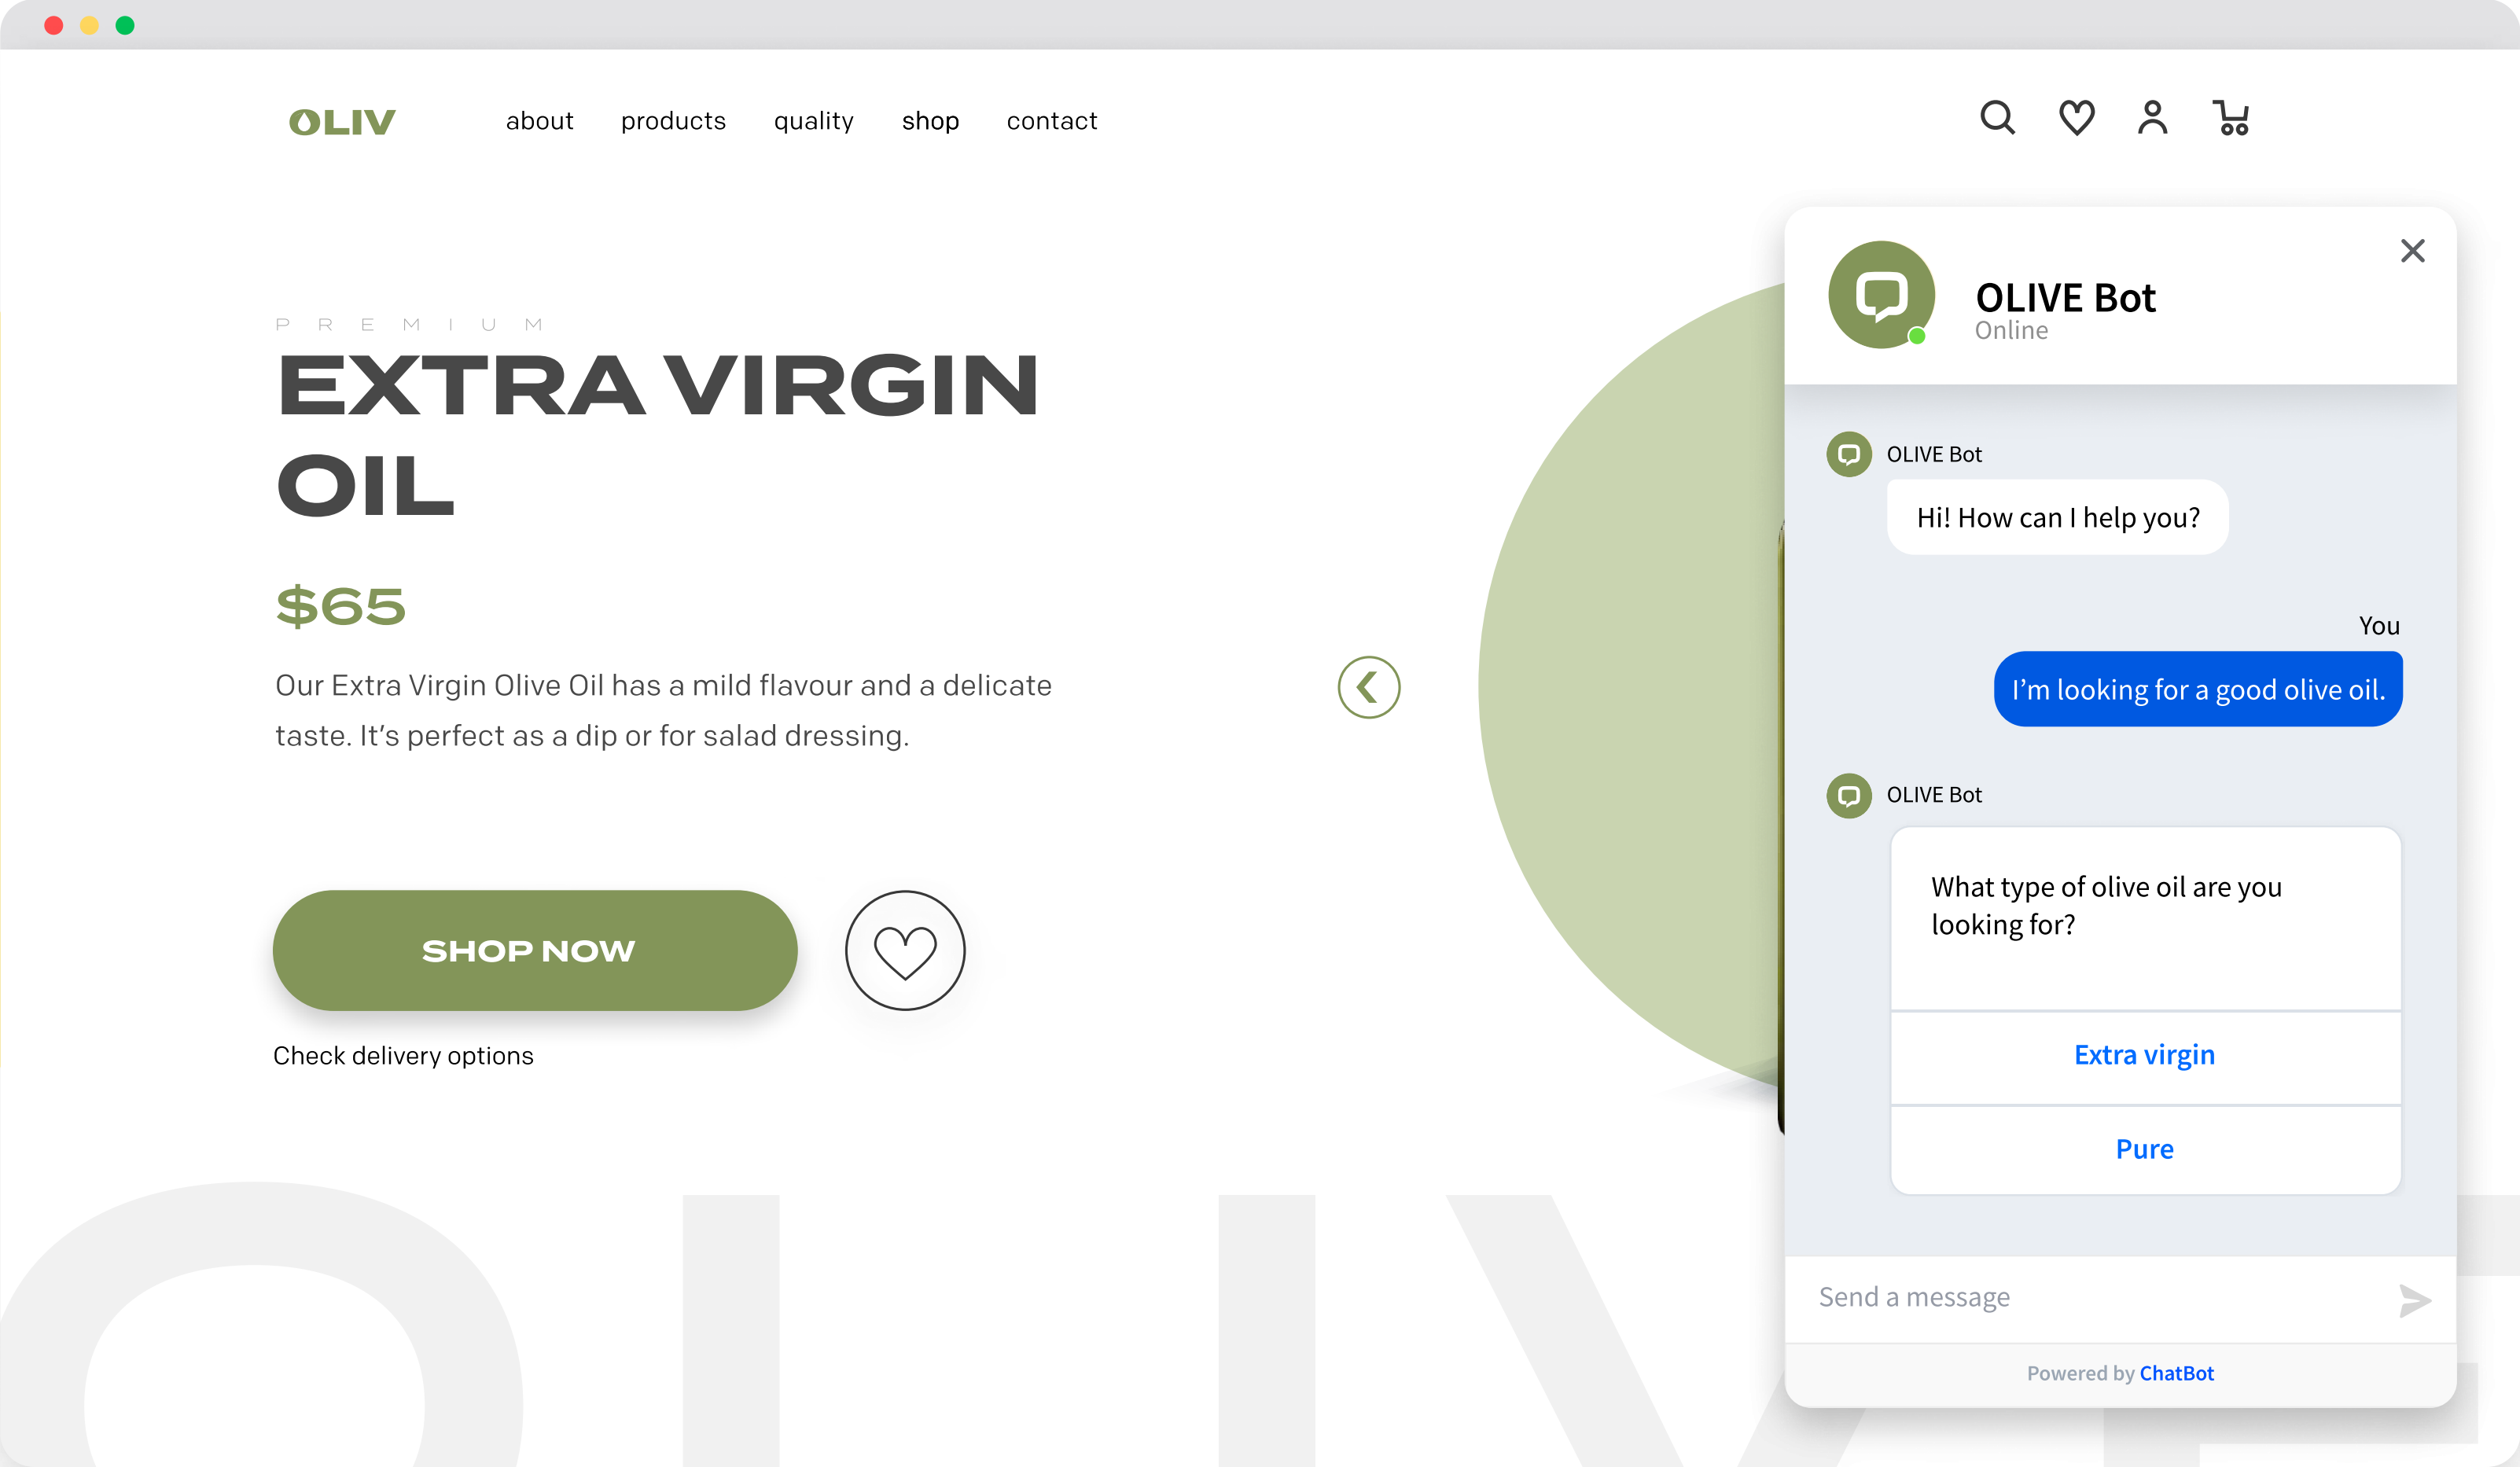 OLIV
about products quality shop contact
PREMIUM
EXTRA VIRGIN
OIL
$65
Our Extra Virgin Olive Oil has a mild flavour and a delicate
taste. It’s perfect as a dip or for salad dressing.
SHOP NOW
Check delivery options
OLIVE
OLIVE Bot
Online
OLIVE Bot
Hi! How can I help you?
You
I’m looking for a good olive oil.
OLIVE Bot
What type of olive oil are you
looking for?
Extra virgin
Pure
Send a message
Powered by ChatBot